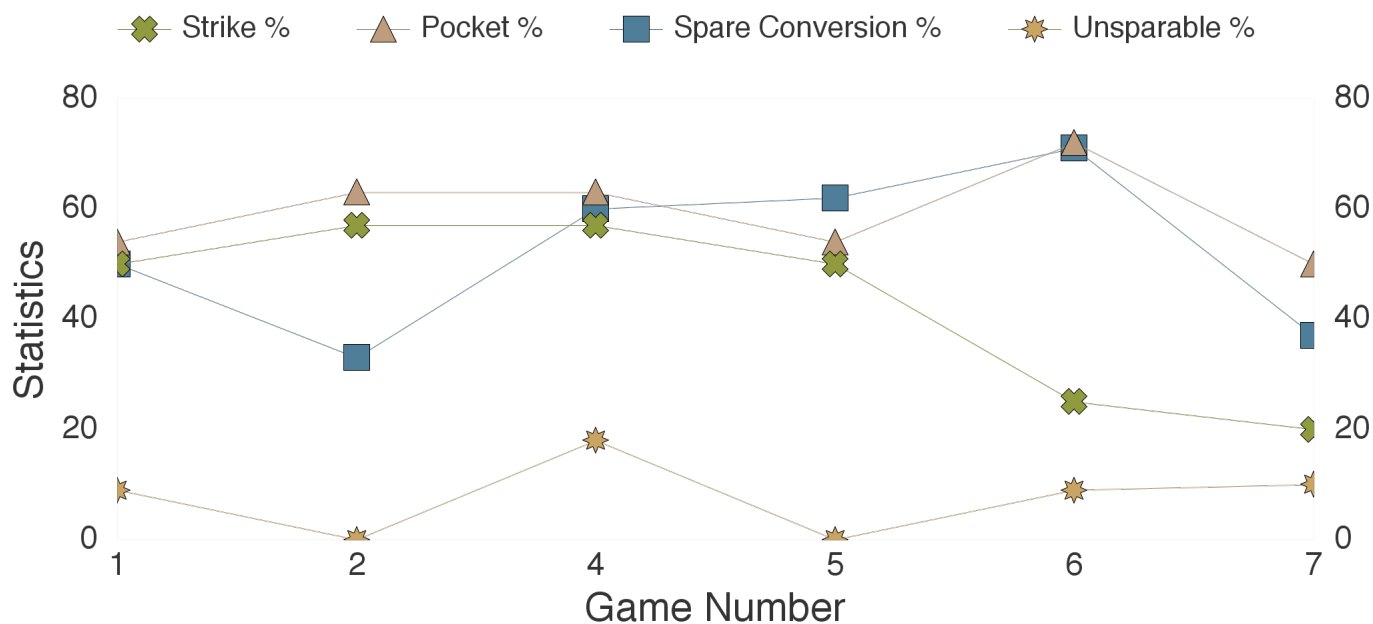 Strike % Pocket % Spare Conversion % Unsparable %
80 80
60 60
40 40
20 20
0 0
Statistics
1 2 4 5 6 7
Game Number